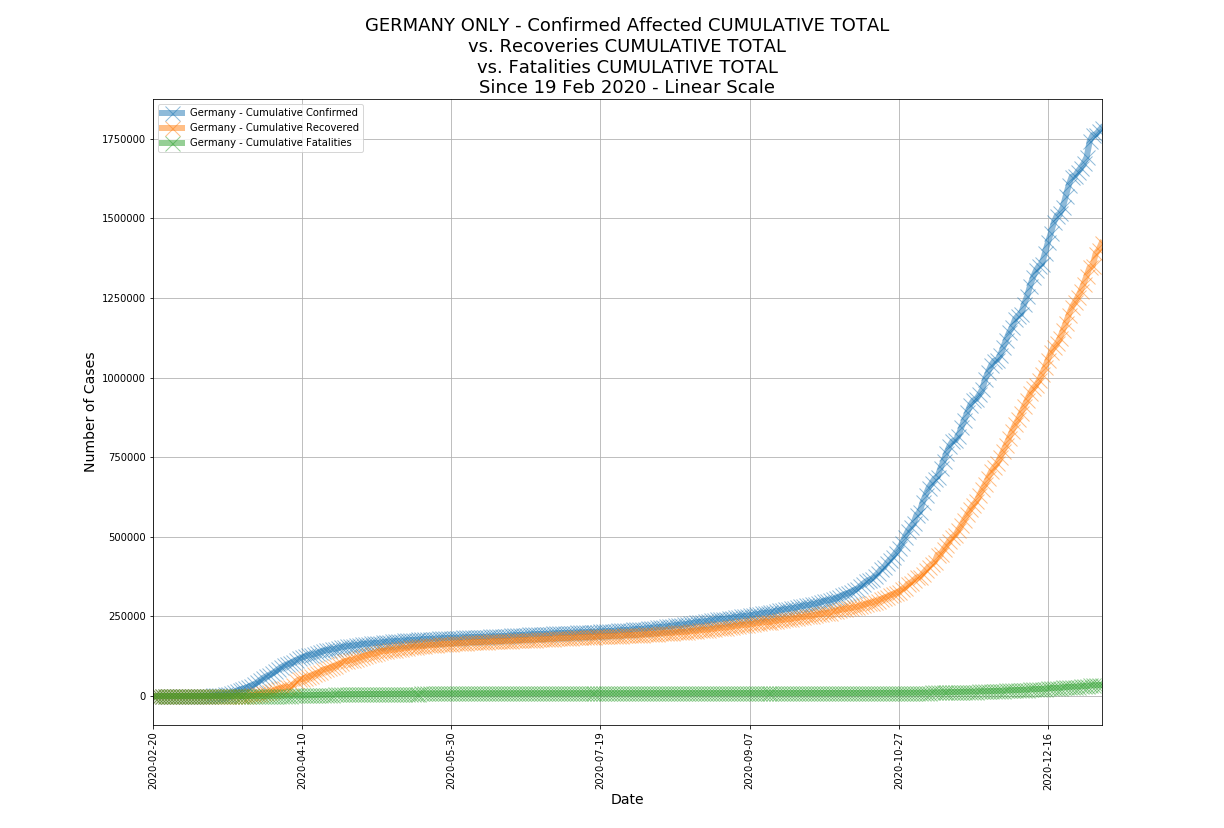 GERMANY ONLY - Confirmed Affected CUMULATIVE TOTAL
vs. Recoveries CUMULATIVE TOTAL
vs. Fatalities CUMULATIVE TOTAL
Since 19 Feb 2020 - Linear Scale
Germany - Cumulative Confirmed
Germany - Cumulative Recovered
Germany - Cumulative Fatalities
1750000
1500000
1250000
1000000
750000
500000
250000
0
Number of Cases
2020-02-20
2020-04-10
2020-05-30
2020-07-19
2020-09-07
2020-10-27
2020-12-16
Date